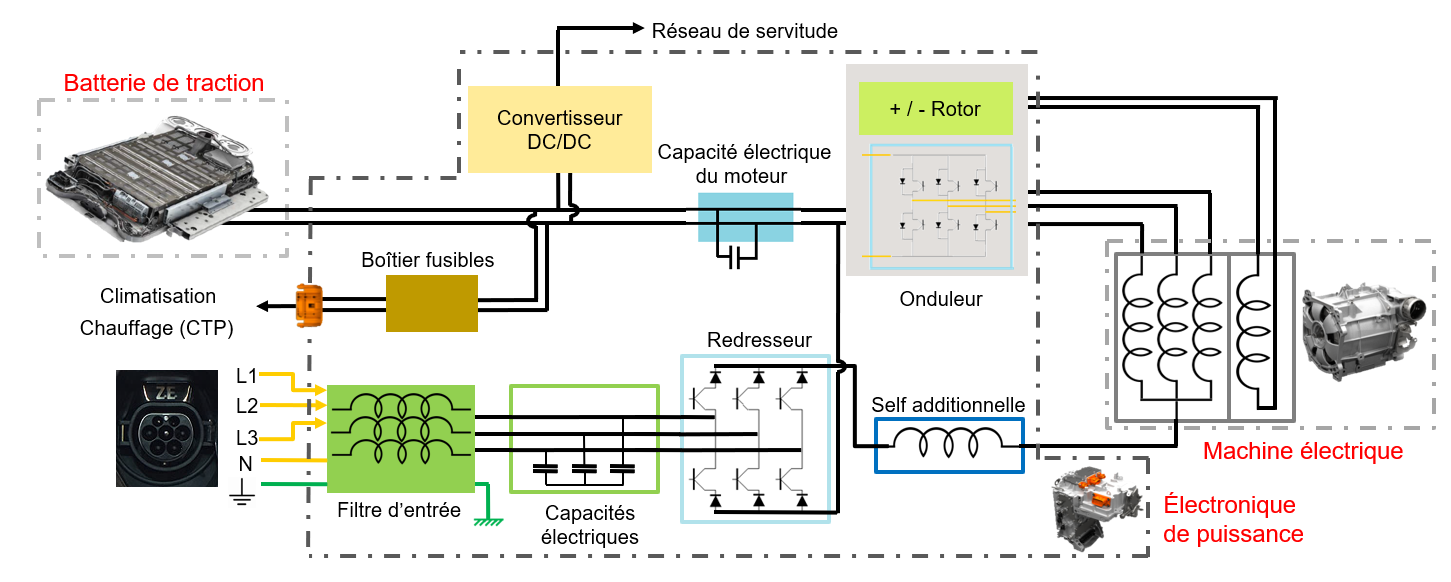 Réseau de servitude
Batterie de traction
Convertisseur
DC/DC
+ / - Rotor
Capacité électrique
du moteur
Boîtier fusibles
Climatisation
Chauffage (CTP)
Onduleur
Redresseur
ZE
L1
L2
L3
N
Self additionnelle
Machine électrique
Filtre d'entrée
Capacités
électriques
Électronique
de puissance